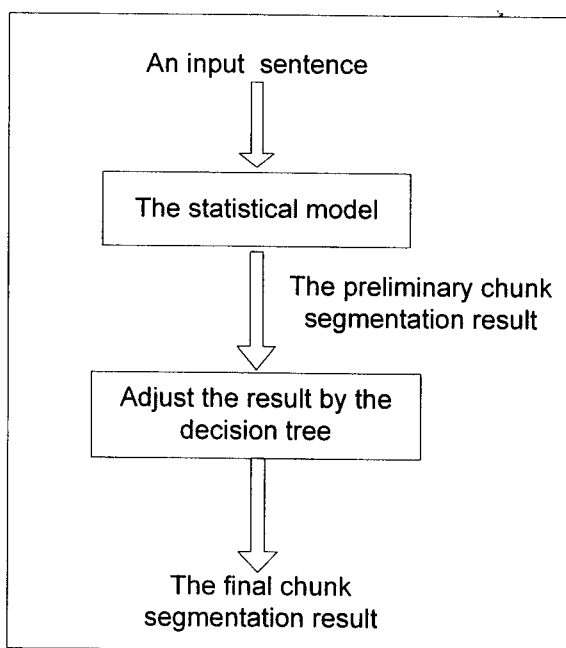 An input sentence
The statistical model
The preliminary chunk
segmentation result
Adjust the result by the
decision tree
The final chunk
segmentation result